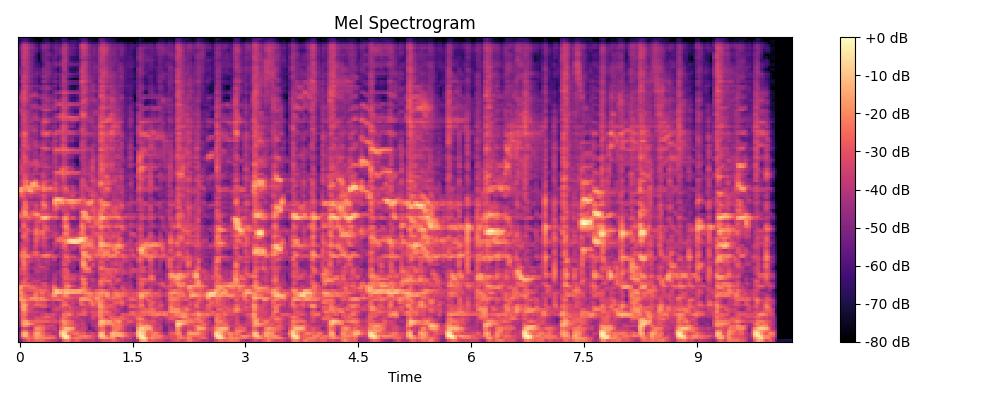 Mel Spectrogram
+0 dB
-10 dB
-20 dB
-30 dB
-40 dB
-50 dB
-60 dB
-70 dB
-80 dB
0 1.5 3 4.5 6 7.5 9
Time